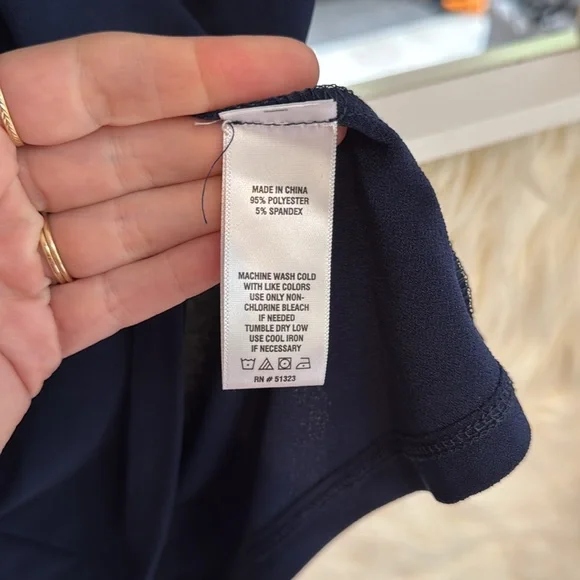 MADE IN CHINA
95% POLYESTER
5% SPANDEX
MACHINE WASH COLD
WITH LIKE COLORS
USE ONLY NON-
CHLORINE BLEACH
IF NEEDED
TUMBLE DRY LOW
USE COOL IRON
IF NECESSARY
RN # 51323